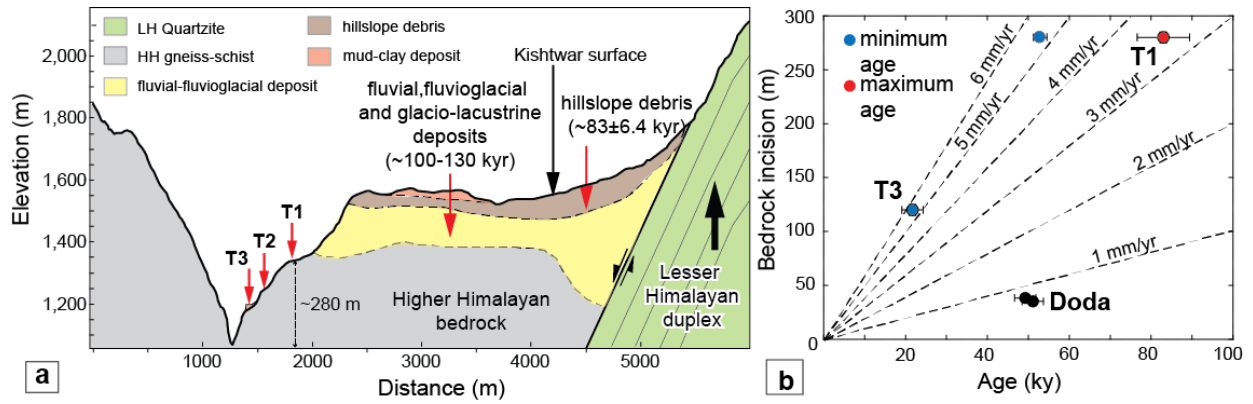 a
LH Quartzite
HH gneiss-schist
fluvial-fluvioglacial deposit
hillslope debris
mud-clay deposit
Kishtwar surface
fluvial,fluvioglacial
and glacio-lacustrine
deposits
(~100-130 kyr)
hillslope debris
(~83±6.4 kyr)
T1
T2
T3
~280 m
Higher Himalayan
bedrock
Lesser
Himalayan
duplex
Elevation (m)
2,000
1,800
1,600
1,400
1,200
1000
2000
3000
4000
5000
Distance (m)
b
minimum
age
maximum
age
6 mm/yr
5 mm/yr
4 mm/yr
3 mm/yr
2 mm/yr
1 mm/yr
T1
T3
Doda
Bedrock incision (m)
300
250
200
150
100
50
0
20
40
60
80
100
Age (ky)